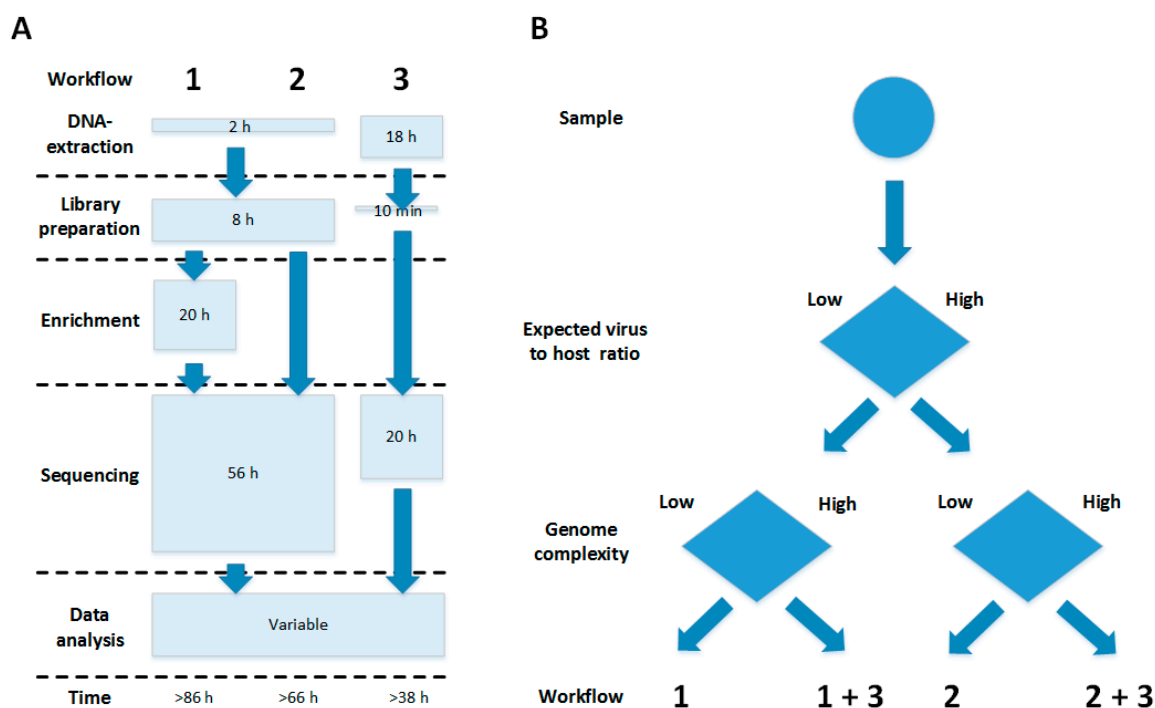 A
Workflow 1 2 3
DNA-
extraction
2 h
18 h
Library
preparation
8 h
10 min
Enrichment
20 h
Sequencing
56 h
20 h
Data
analysis
Variable
Time >86 h >66 h >38 h
B
Sample
Expected virus
to host ratio
Low High
Genome
complexity
Low High Low High
Workflow 1 1 + 3 2 2 + 3